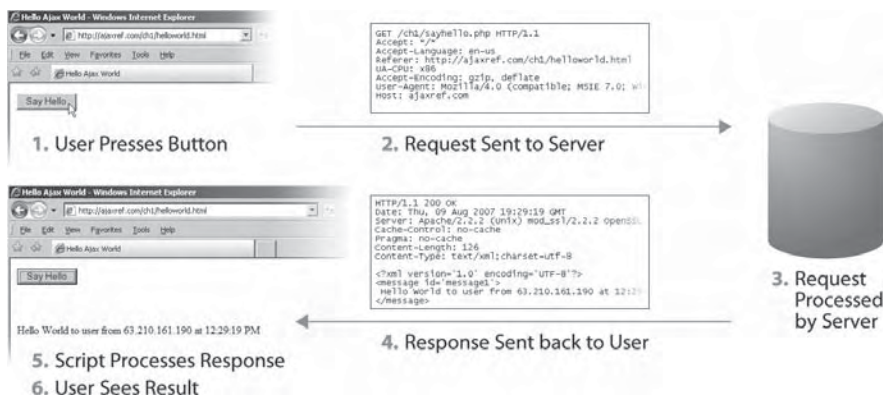 Hello Ajax World - Windows Internet Explorer
http://ajaxref.com/ch1/helloworld.html
File Edit View Favorites Tools Help
Hello Ajax World
Say Hello
1. User Presses Button
GET /ch1/sayhello.php HTTP/1.1
Accept: */*
Accept-Language: en-us
Referer: http://ajaxref.com/ch1/helloworld.html
UA-CPU: x86
Accept-Encoding: gzip, deflate
User-Agent: Mozilla/4.0 (compatible; MSIE 7.0;
Host: ajaxref.com
2. Request Sent to Server
3. Request
Processed
by Server
HTTP/1.1 200 OK
Date: Thu, 09 Aug 2007 19:29:19 GMT
Server: Apache/2.2.2 (Unix) mod_ssl/2.2.2 OpenSSL
Cache-Control: no-cache
Pragma: no-cache
Content-Length: 126
Content-Type: text/xml;charset=utf-8
<?xml version='1.0' encoding='UTF-8'?>
<message id='message1'>
Hello World to user from 63.210.161.190 at 12:29
</message>
4. Response Sent back to User
Hello Ajax World - Windows Internet Explorer
http://ajaxref.com/ch1/helloworld.html
File Edit View Favorites Tools Help
Hello Ajax World
Say Hello
Hello World to user from 63.210.161.190 at 12:29:19 PM
5. Script Processes Response
6. User Sees Result